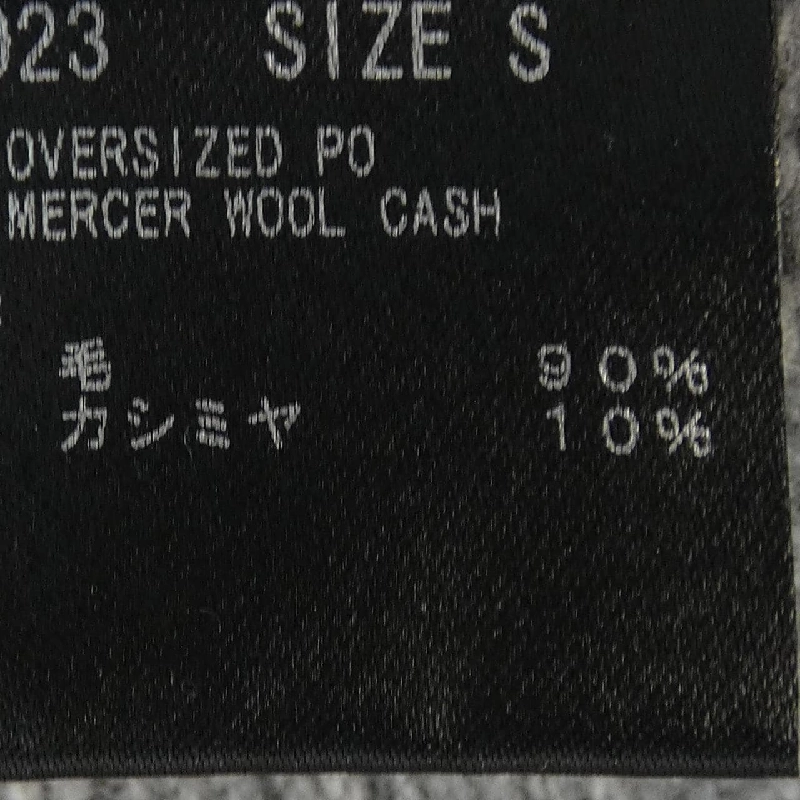 023 SIZE S
OVERSIZED PO
MERCER WOOL CASH
毛 90%
カシミヤ 10%